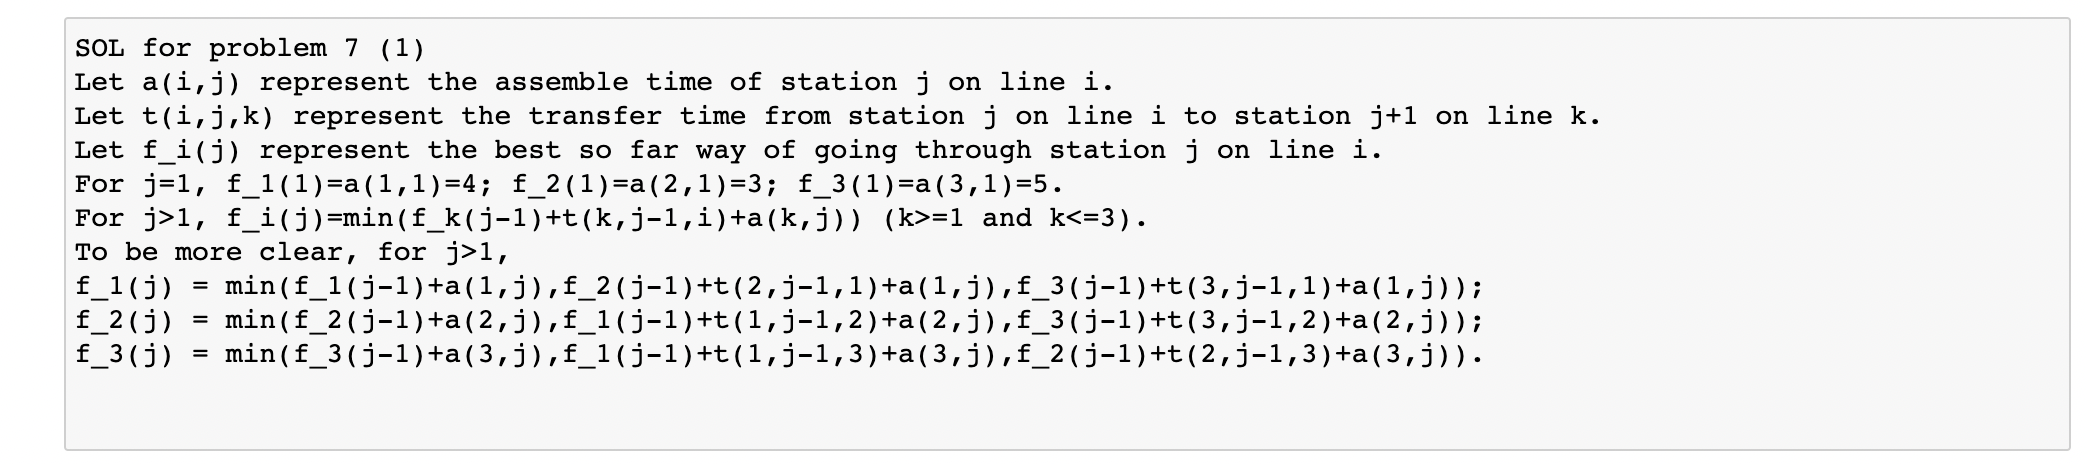 SOL for problem 7 (1)
Let a(i,j) represent the assemble time of station j on line i.
Let t(i,j,k) represent the transfer time from station j on line i to station j+1 on line k.
Let f_i(j) represent the best so far way of going through station j on line i.
For j=1, f_1(1)=a(1,1)=4; f_2(1)=a(2,1)=3; f_3(1)=a(3,1)=5.
For j>1, f_i(j)=min(f_k(j-1)+t(k,j-1,i)+a(k,j)) (k>=1 and k<=3).
To be more clear, for j>1,
f_1(j) = min(f_1(j-1)+a(1,j),f_2(j-1)+t(2,j-1,1)+a(1,j),f_3(j-1)+t(3,j-1,1)+a(1,j));
f_2(j) = min(f_2(j-1)+a(2,j),f_1(j-1)+t(1,j-1,2)+a(2,j),f_3(j-1)+t(3,j-1,2)+a(2,j));
f_3(j) = min(f_3(j-1)+a(3,j),f_1(j-1)+t(1,j-1,3)+a(3,j),f_2(j-1)+t(2,j-1,3)+a(3,j)).